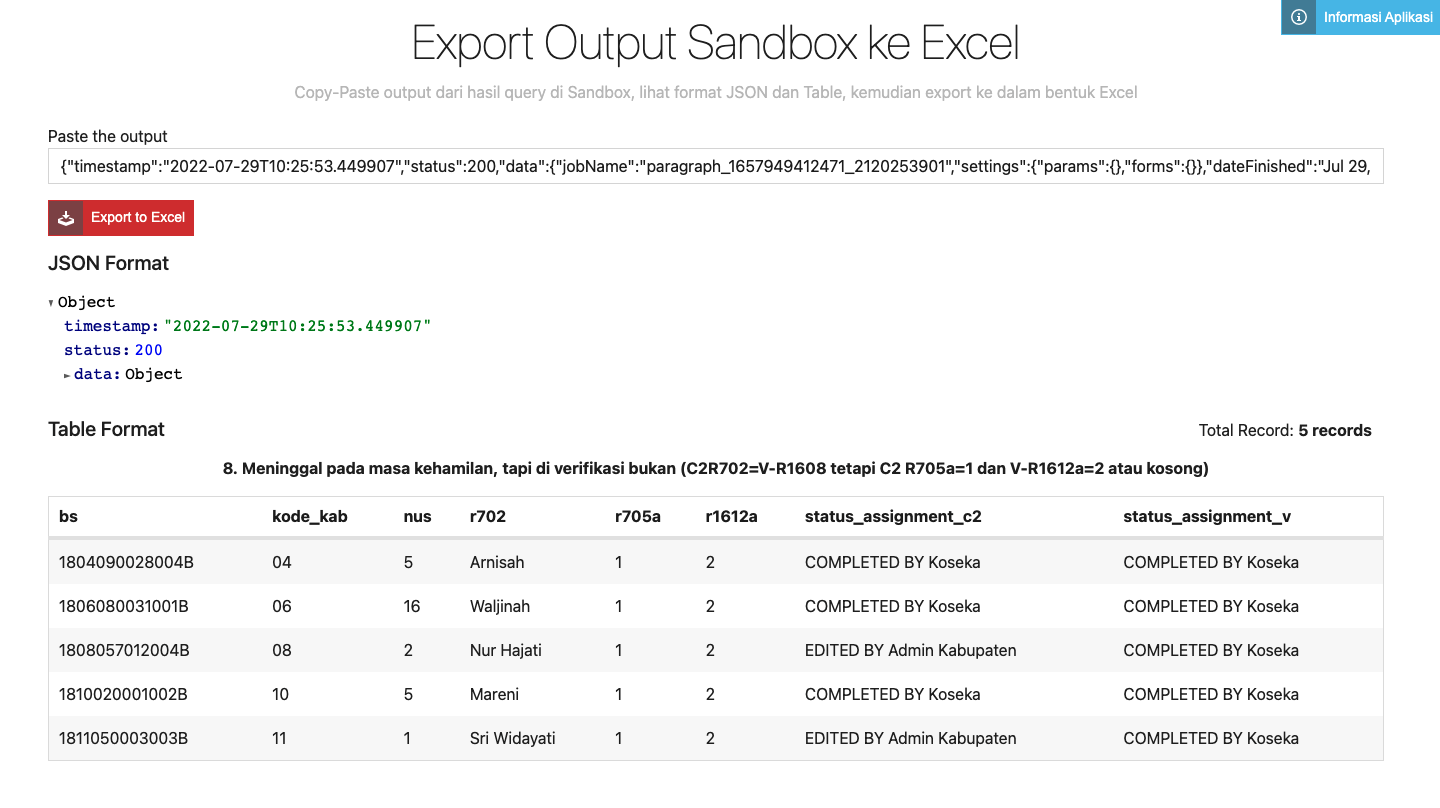 Informasi Aplikasi
Export Output Sandbox ke Excel
Copy-Paste output dari hasil query di Sandbox, lihat format JSON dan Table, kemudian export ke dalam bentuk Excel
Paste the output
{"timestamp":"2022-07-29T10:25:53.449907","status":200,"data":{"jobName":"paragraph_1657949412471_2120253901","settings":{"params":{},"forms":{}},"dateFinished":"Jul 29,
Export to Excel
JSON Format
Object
timestamp: "2022-07-29T10:25:53.449907"
status: 200
data: Object
Table Format Total Record: 5 records
8. Meninggal pada masa kehamilan, tapi di verifikasi bukan (C2R702=V-R1608 tetapi C2 R705a=1 dan V-R1612a=2 atau kosong)
bs kode_kab nus r702 r705a r1612a status_assignment_c2 status_assignment_v
1804090028004B 04 5 Arnisah 1 2 COMPLETED BY Koseka COMPLETED BY Koseka
1806080031001B 06 16 Waljinah 1 2 COMPLETED BY Koseka COMPLETED BY Koseka
1808057012004B 08 2 Nur Hajati 1 2 EDITED BY Admin Kabupaten COMPLETED BY Koseka
1810020001002B 10 5 Mareni 1 2 COMPLETED BY Koseka COMPLETED BY Koseka
1811050003003B 11 1 Sri Widayati 1 2 EDITED BY Admin Kabupaten COMPLETED BY Koseka